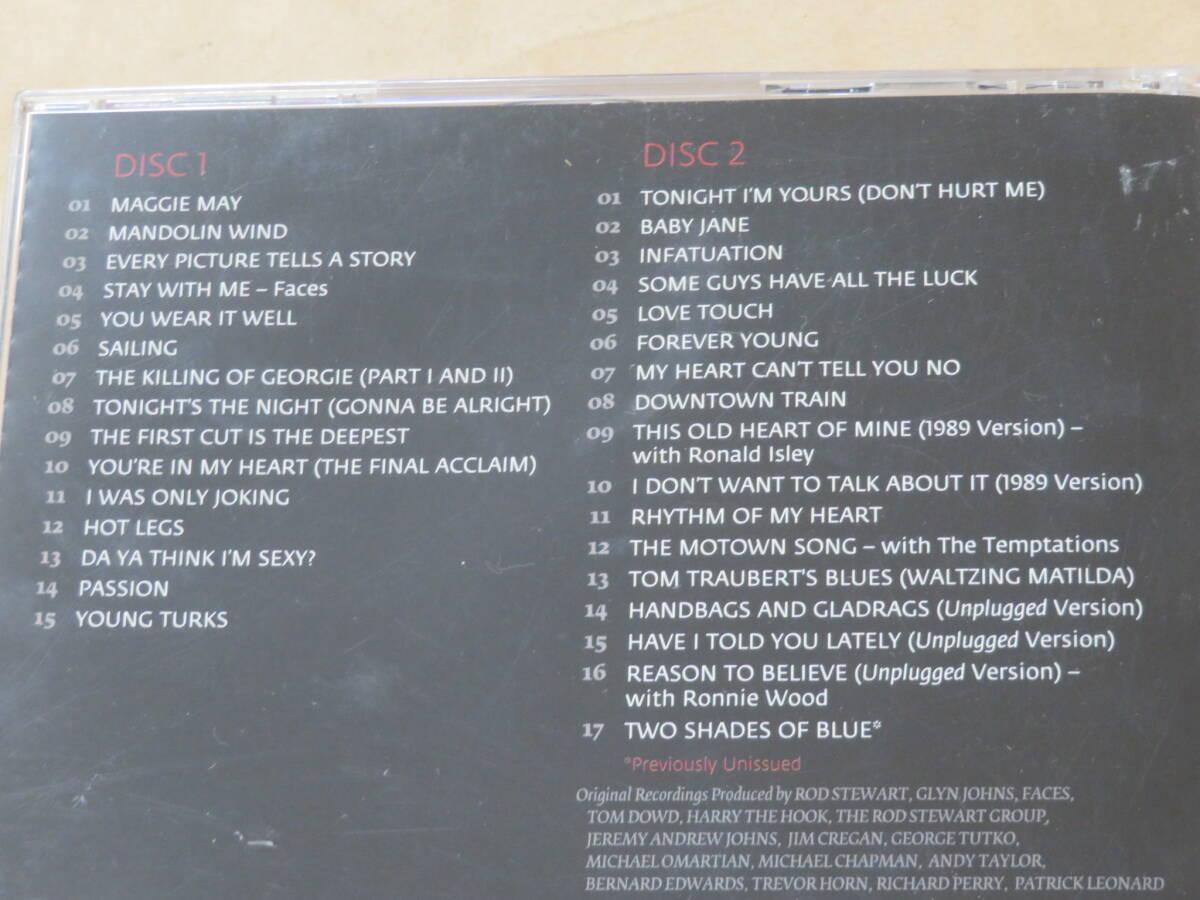 DISC 1
01 MAGGIE MAY
02 MANDOLIN WIND
03 EVERY PICTURE TELLS A STORY
04 STAY WITH ME – Faces
05 YOU WEAR IT WELL
06 SAILING
07 THE KILLING OF GEORGIE (PART I AND II)
08 TONIGHT'S THE NIGHT (GONNA BE ALRIGHT)
09 THE FIRST CUT IS THE DEEPEST
10 YOU'RE IN MY HEART (THE FINAL ACCLAIM)
11 I WAS ONLY JOKING
12 HOT LEGS
13 DA YA THINK I'M SEXY?
14 PASSION
15 YOUNG TURKS
DISC 2
01 TONIGHT I'M YOURS (DON'T HURT ME)
02 BABY JANE
03 INFATUATION
04 SOME GUYS HAVE ALL THE LUCK
05 LOVE TOUCH
06 FOREVER YOUNG
07 MY HEART CAN'T TELL YOU NO
08 DOWNTOWN TRAIN
09 THIS OLD HEART OF MINE (1989 Version) –
with Ronald Isley
10 I DON'T WANT TO TALK ABOUT IT (1989 Version)
11 RHYTHM OF MY HEART
12 THE MOTOWN SONG – with The Temptations
13 TOM TRAUBERT'S BLUES (WALTZING MATILDA)
14 HANDBAGS AND GLADRAGS (Unplugged Version)
15 HAVE I TOLD YOU LATELY (Unplugged Version)
16 REASON TO BELIEVE (Unplugged Version) –
with Ronnie Wood
17 TWO SHADES OF BLUE*
*Previously Unissued
Original Recordings Produced by ROD STEWART, GLYN JOHNS, FACES,
TOM DOWD, HARRY THE HOOK, THE ROD STEWART GROUP,
JEREMY ANDREW JOHNS, JIM CREGAN, GEORGE TUTKO,
MICHAEL OMARTIAN, MICHAEL CHAPMAN, ANDY TAYLOR,
BERNARD EDWARDS, TREVOR HORN, RICHARD PERRY, PATRICK LEONARD